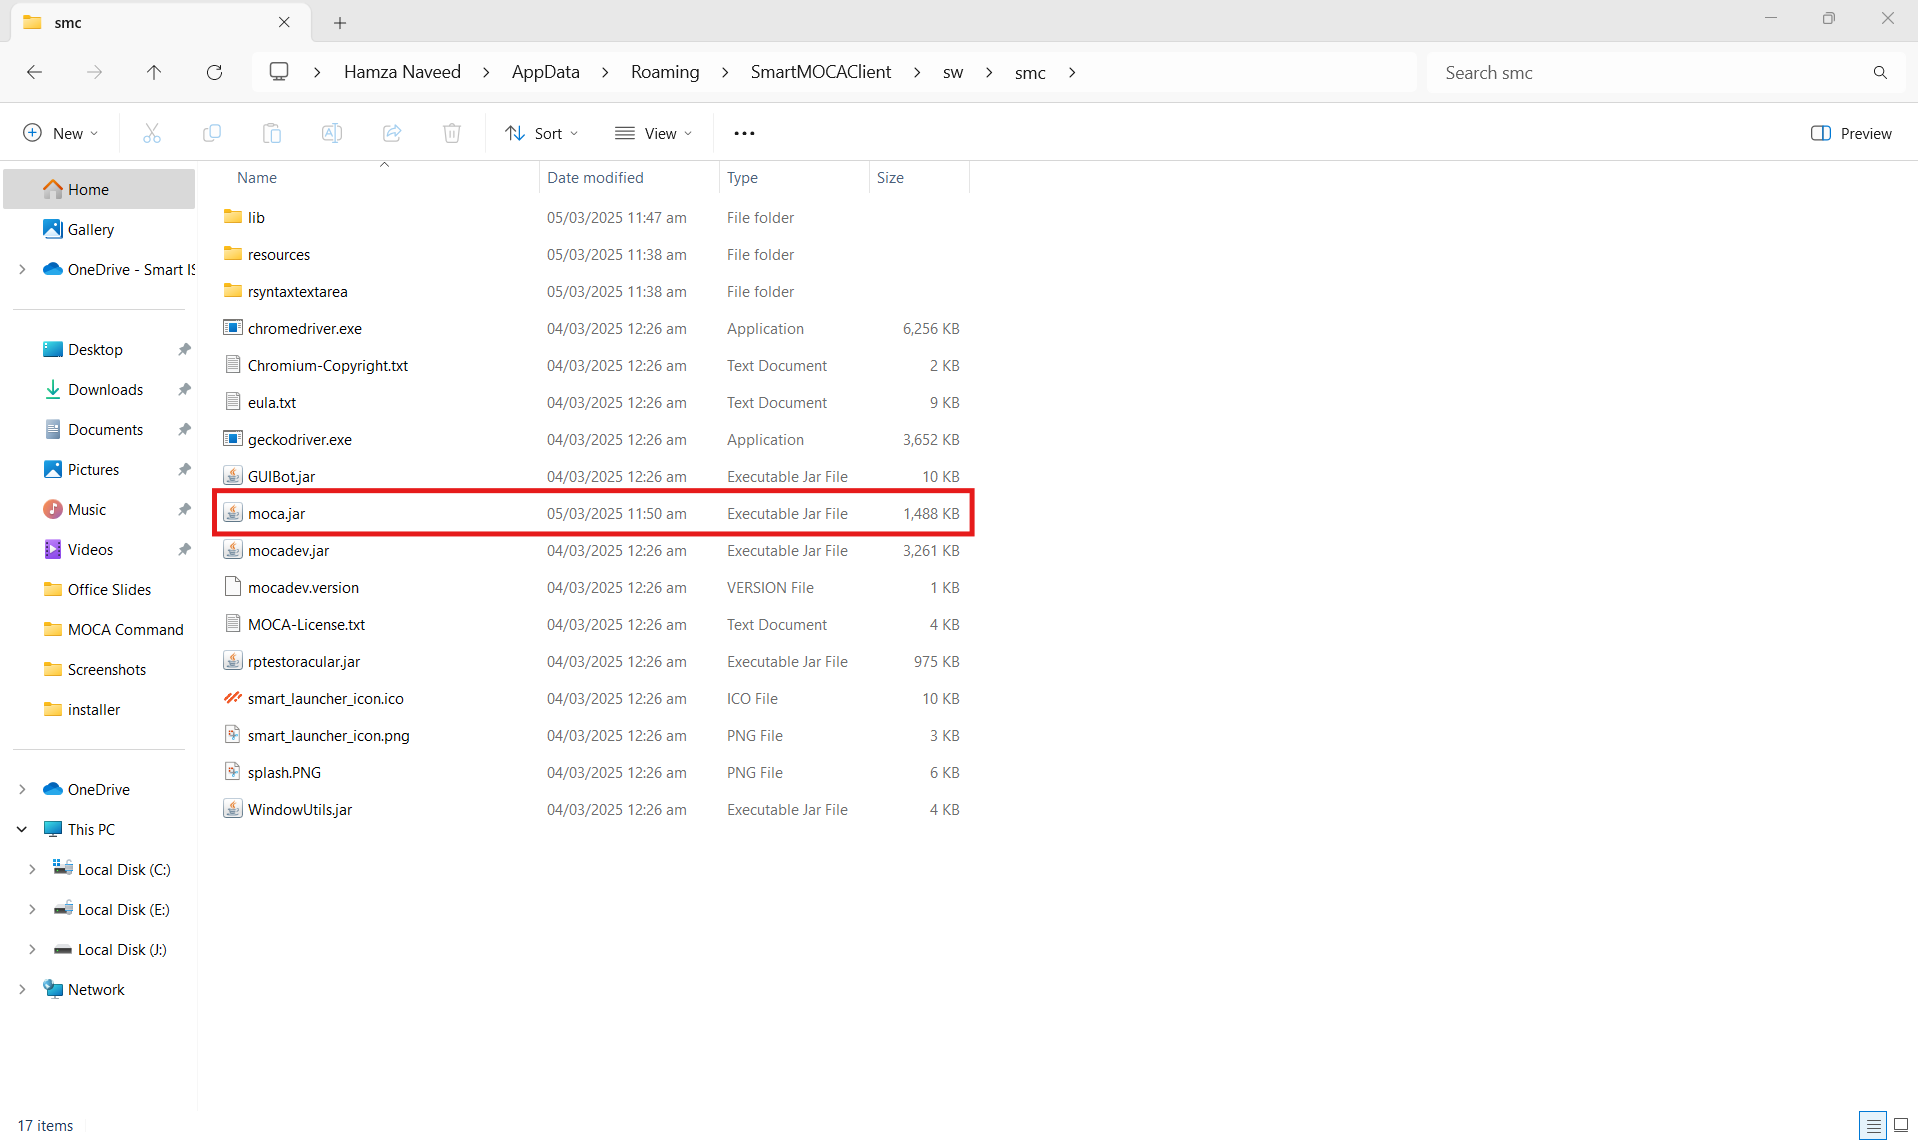 smc
Hamza Naveed > AppData > Roaming > SmartMOCAClient > sw > smc >
Search smc
New
Sort
View
Preview
Home
Gallery
OneDrive - Smart IS
Desktop
Downloads
Documents
Pictures
Music
Videos
Office Slides
MOCA Command
Screenshots
installer
OneDrive
This PC
Local Disk (C:)
Local Disk (E:)
Local Disk (J:)
Network
Name Date modified Type Size
lib 05/03/2025 11:47 am File folder
resources 05/03/2025 11:38 am File folder
rsyntaxtextarea 05/03/2025 11:38 am File folder
chromedriver.exe 04/03/2025 12:26 am Application 6,256 KB
Chromium-Copyright.txt 04/03/2025 12:26 am Text Document 2 KB
eula.txt 04/03/2025 12:26 am Text Document 9 KB
geckodriver.exe 04/03/2025 12:26 am Application 3,652 KB
GUIBot.jar 04/03/2025 12:26 am Executable Jar File 10 KB
moca.jar 05/03/2025 11:50 am Executable Jar File 1,488 KB
mocadev.jar 04/03/2025 12:26 am Executable Jar File 3,261 KB
mocadev.version 04/03/2025 12:26 am VERSION File 1 KB
MOCA-License.txt 04/03/2025 12:26 am Text Document 4 KB
rptestoracular.jar 04/03/2025 12:26 am Executable Jar File 975 KB
smart_launcher_icon.ico 04/03/2025 12:26 am ICO File 10 KB
smart_launcher_icon.png 04/03/2025 12:26 am PNG File 3 KB
splash.PNG 04/03/2025 12:26 am PNG File 6 KB
WindowUtils.jar 04/03/2025 12:26 am Executable Jar File 4 KB
17 items